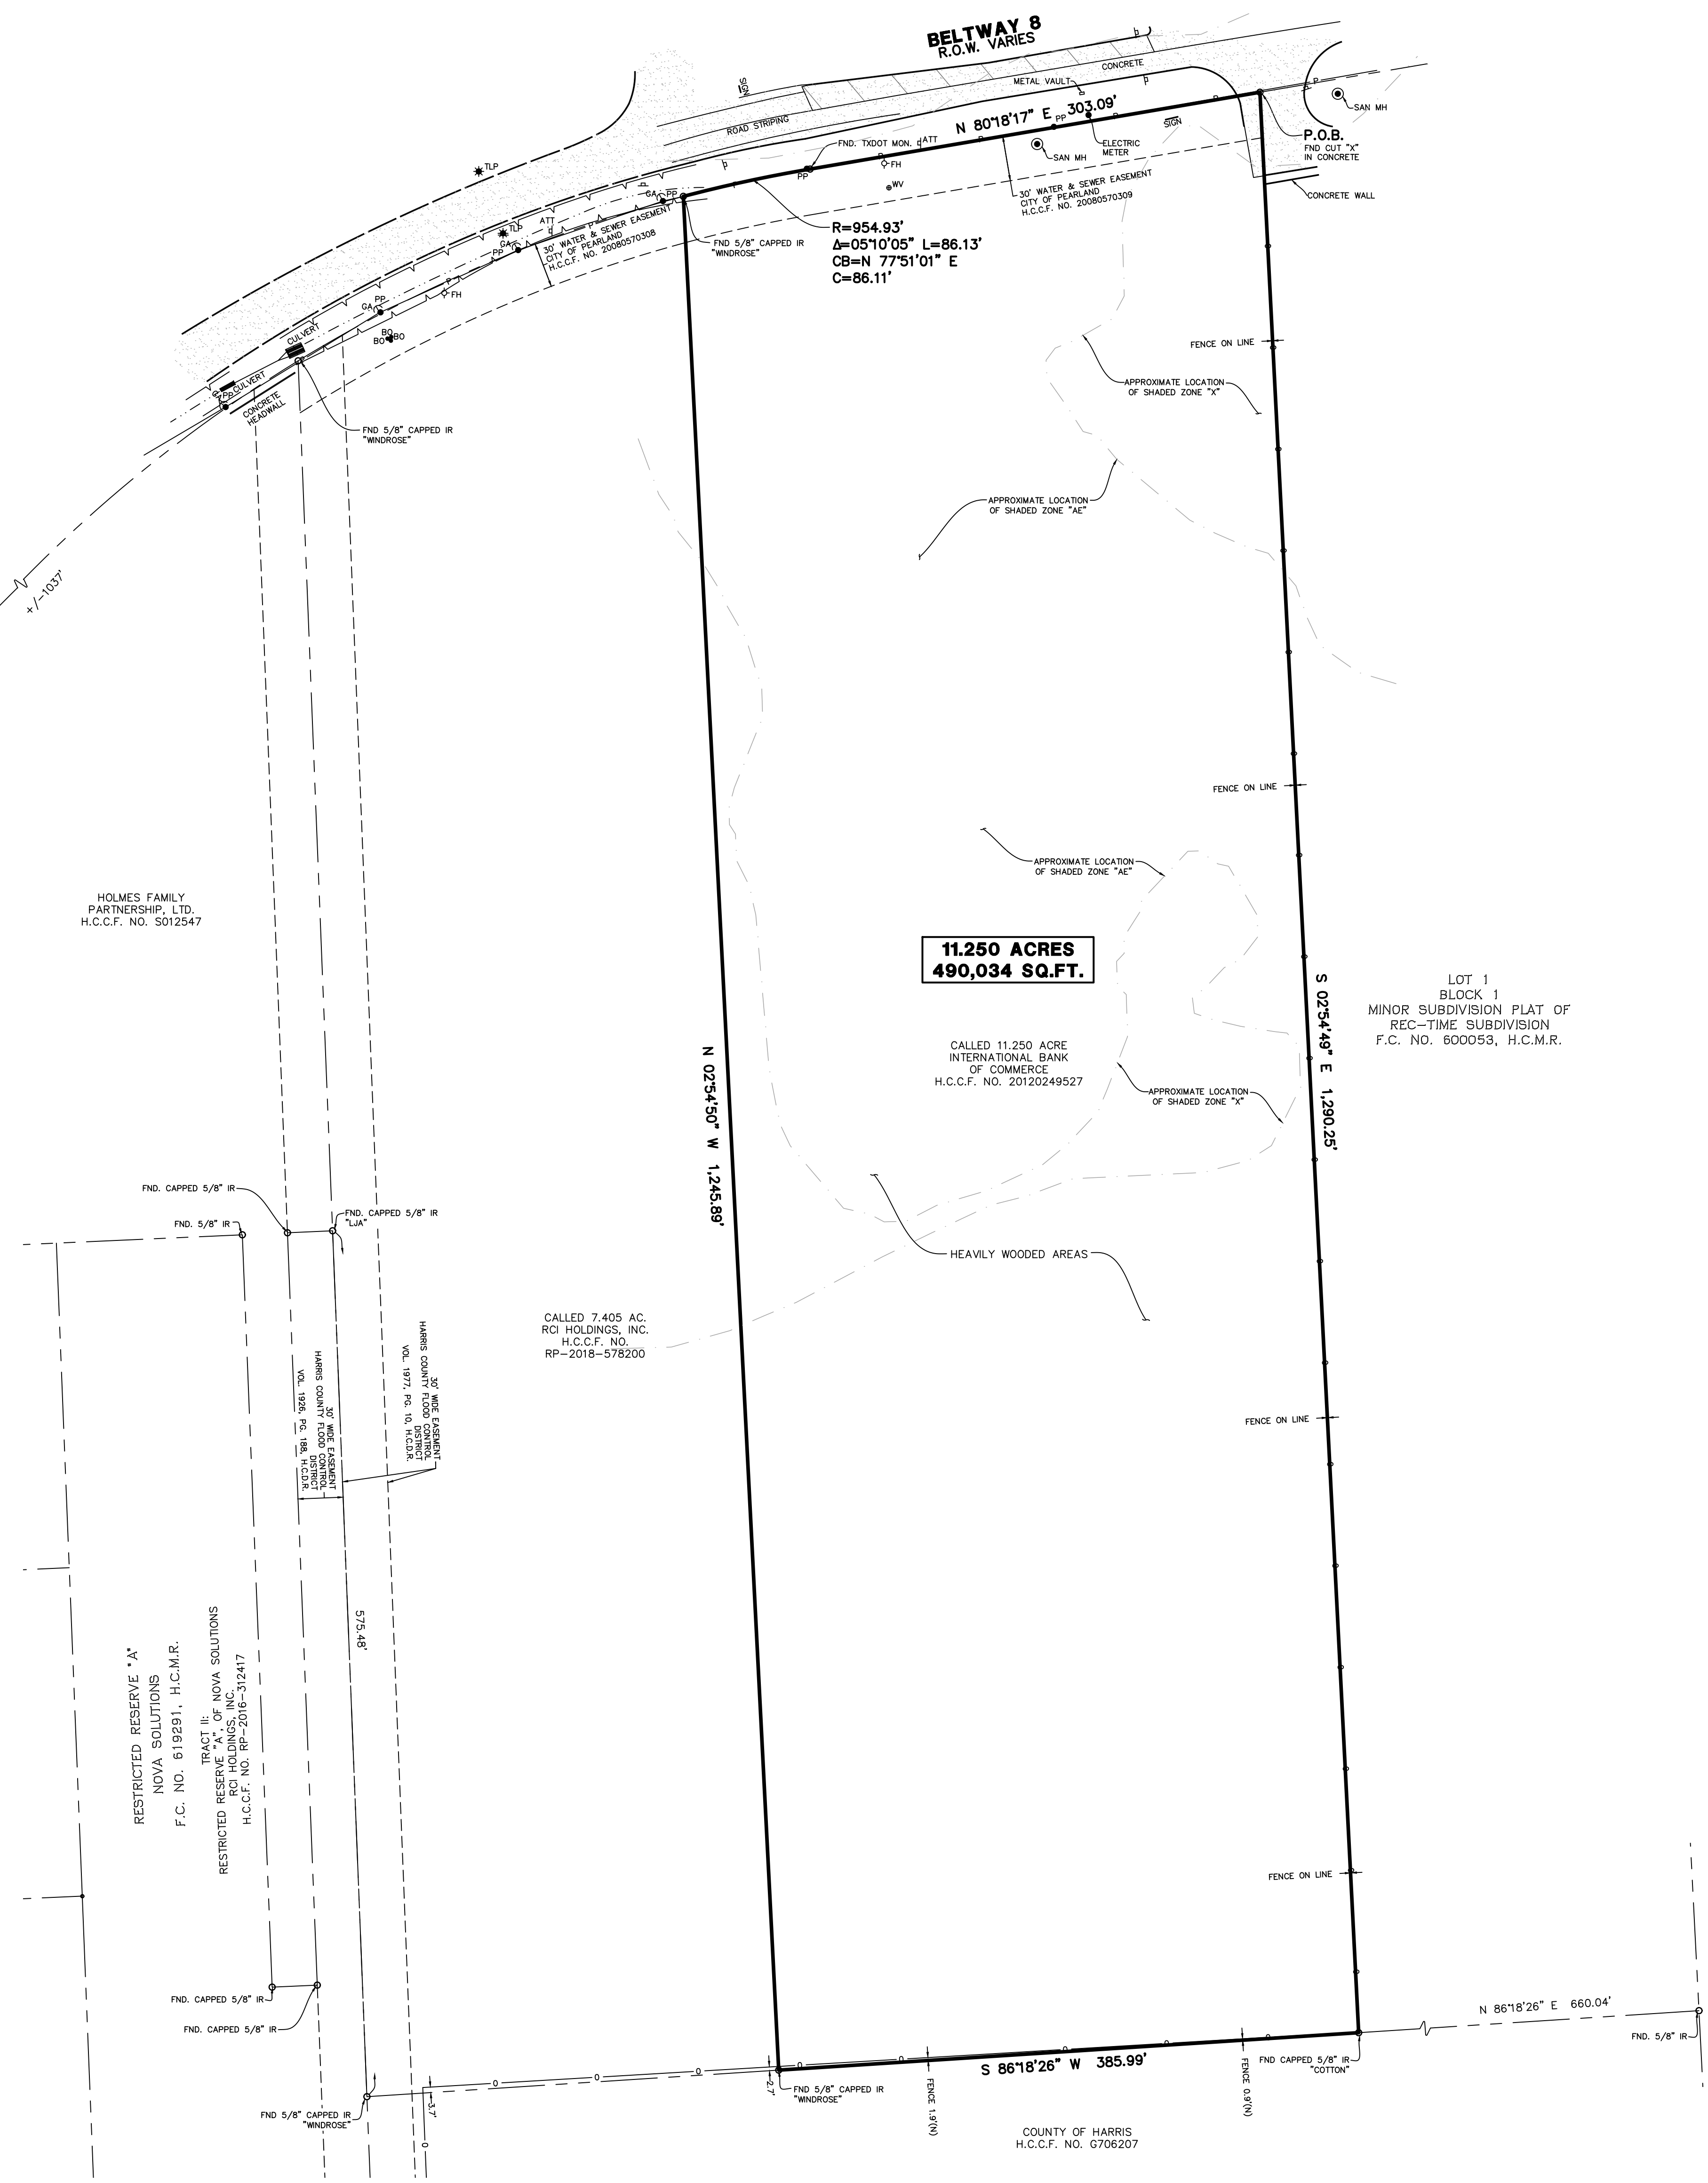 BELTWAY 8
R.O.W. VARIES
SIGN
METAL VAULT
CONCRETE
ROAD STRIPING
N 80°18'17" E 303.09'
P
SAN MH
P.O.B.
FND CUT "X"
IN CONCRETE
CONCRETE WALL
FND. TXDOT MON.
ATT
PP
SIGN
ELECTRIC
METER
SAN MH
FH
PP
WV
30' WATER & SEWER EASEMENT
CITY OF PEARLAND
H.C.C.F. NO. 20080570309
TLP
TLP
GA
PP
ATT
P
GA
PP
30' WATER & SEWER EASEMENT
CITY OF PEARLAND
H.C.C.F. NO. 20080570308
FND 5/8" CAPPED IR
"WINDROSE"
R=954.93'
Δ=05°10'05" L=86.13'
CB=N 77°51'01" E
C=86.11'
P
FH
GA
PP
BO
BO
BO
CULVERT
CULVERT
PP
CONCRETE
HEADWALL
FND 5/8" CAPPED IR
"WINDROSE"
+/-1037'
FENCE ON LINE
APPROXIMATE LOCATION
OF SHADED ZONE "X"
APPROXIMATE LOCATION
OF SHADED ZONE "AE"
FENCE ON LINE
APPROXIMATE LOCATION
OF SHADED ZONE "AE"
HOLMES FAMILY
PARTNERSHIP, LTD.
H.C.C.F. NO. S012547
11.250 ACRES
490,034 SQ.FT.
LOT 1
BLOCK 1
MINOR SUBDIVISION PLAT OF
REC-TIME SUBDIVISION
F.C. NO. 600053, H.C.M.R.
S 02°54'49" E 1,290.25'
CALLED 11.250 ACRE
INTERNATIONAL BANK
OF COMMERCE
H.C.C.F. NO. 20120249527
N 02°54'50" W 1,245.89'
APPROXIMATE LOCATION
OF SHADED ZONE "X"
FND. CAPPED 5/8" IR
FND. 5/8" IR
FND. CAPPED 5/8" IR
"LJA"
HEAVILY WOODED AREAS
CALLED 7.405 AC.
RCI HOLDINGS, INC.
H.C.C.F. NO.
RP-2018-578200
30' WIDE EASEMENT
HARRIS COUNTY FLOOD CONTROL
DISTRICT
VOL. 1977, PG. 10, H.C.D.R.
30' WIDE EASEMENT
HARRIS COUNTY FLOOD CONTROL
DISTRICT
VOL. 1926, PG. 188, H.C.D.R.
FENCE ON LINE
575.48'
RESTRICTED RESERVE "A"
NOVA SOLUTIONS
F.C. NO. 619291, H.C.M.R.
TRACT II:
RESTRICTED RESERVE "A", OF NOVA SOLUTIONS
RCI HOLDINGS, INC.
H.C.C.F. NO. RP-2016-312417
FENCE ON LINE
FND. CAPPED 5/8" IR
FND. CAPPED 5/8" IR
N 86°18'26" E 660.04'
FND. 5/8" IR
FND CAPPED 5/8" IR
"COTTON"
S 86°18'26" W 385.99'
FENCE 0.9'(N)
FENCE 1.9'(N)
2.7'
FND 5/8" CAPPED IR
"WINDROSE"
3.7'
FND 5/8" CAPPED IR
"WINDROSE"
COUNTY OF HARRIS
H.C.C.F. NO. G706207